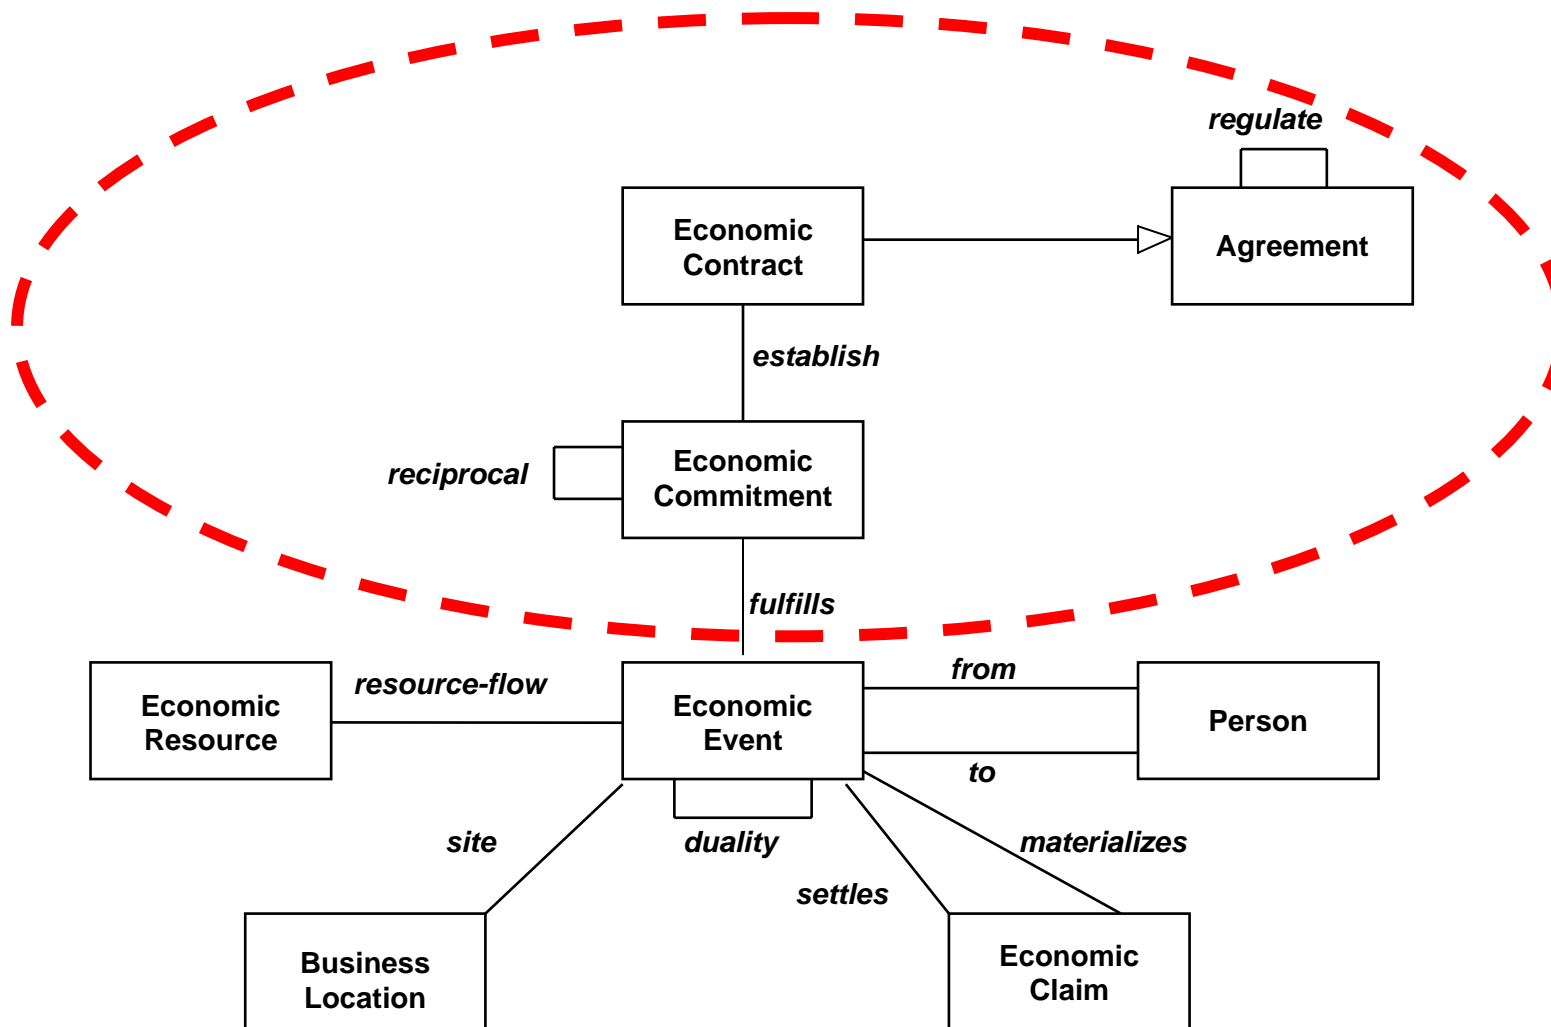 regulate
Economic
Contract
Agreement
establish
reciprocal
Economic
Commitment
fulfills
resource-flow
from
Economic
Resource
Economic
Event
Person
to
site
duality
materializes
settles
Business
Location
Economic
Claim